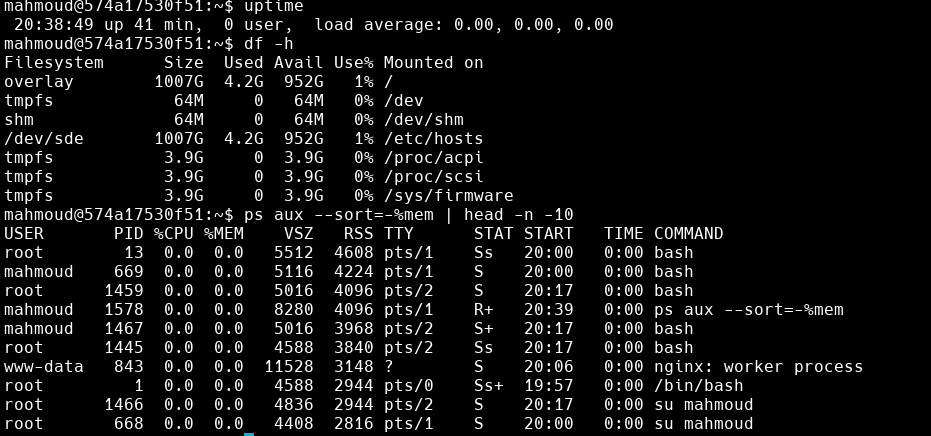 mahmoud@574a17530f51:~$ uptime
 20:38:49 up 41 min,  0 user,  load average: 0.00, 0.00, 0.00
mahmoud@574a17530f51:~$ df -h
Filesystem      Size  Used Avail Use% Mounted on
overlay        1007G  4.2G  952G   1% /
tmpfs            64M     0   64M   0% /dev
shm              64M     0   64M   0% /dev/shm
/dev/sde       1007G  4.2G  952G   1% /etc/hosts
tmpfs           3.9G     0  3.9G   0% /proc/acpi
tmpfs           3.9G     0  3.9G   0% /proc/scsi
tmpfs           3.9G     0  3.9G   0% /sys/firmware
mahmoud@574a17530f51:~$ ps aux --sort=-%mem | head -n -10
USER       PID %CPU %MEM    VSZ   RSS TTY      STAT START   TIME COMMAND
root        13  0.0  0.0   5512  4608 pts/1    Ss   20:00   0:00 bash
mahmoud    669  0.0  0.0   5116  4224 pts/1    S    20:00   0:00 bash
root      1459  0.0  0.0   5016  4096 pts/2    S    20:17   0:00 bash
mahmoud   1578  0.0  0.0   8280  4096 pts/1    R+   20:39   0:00 ps aux --sort=-%mem
mahmoud   1467  0.0  0.0   5016  3968 pts/2    S+   20:17   0:00 bash
root      1445  0.0  0.0   4588  3840 pts/2    Ss   20:17   0:00 bash
www-data   843  0.0  0.0  11528  3148 ?        S    20:06   0:00 nginx: worker process
root         1  0.0  0.0   4588  2944 pts/0    Ss+  19:57   0:00 /bin/bash
root      1466  0.0  0.0   4836  2944 pts/2    S    20:17   0:00 su mahmoud
root       668  0.0  0.0   4408  2816 pts/1    S    20:00   0:00 su mahmoud